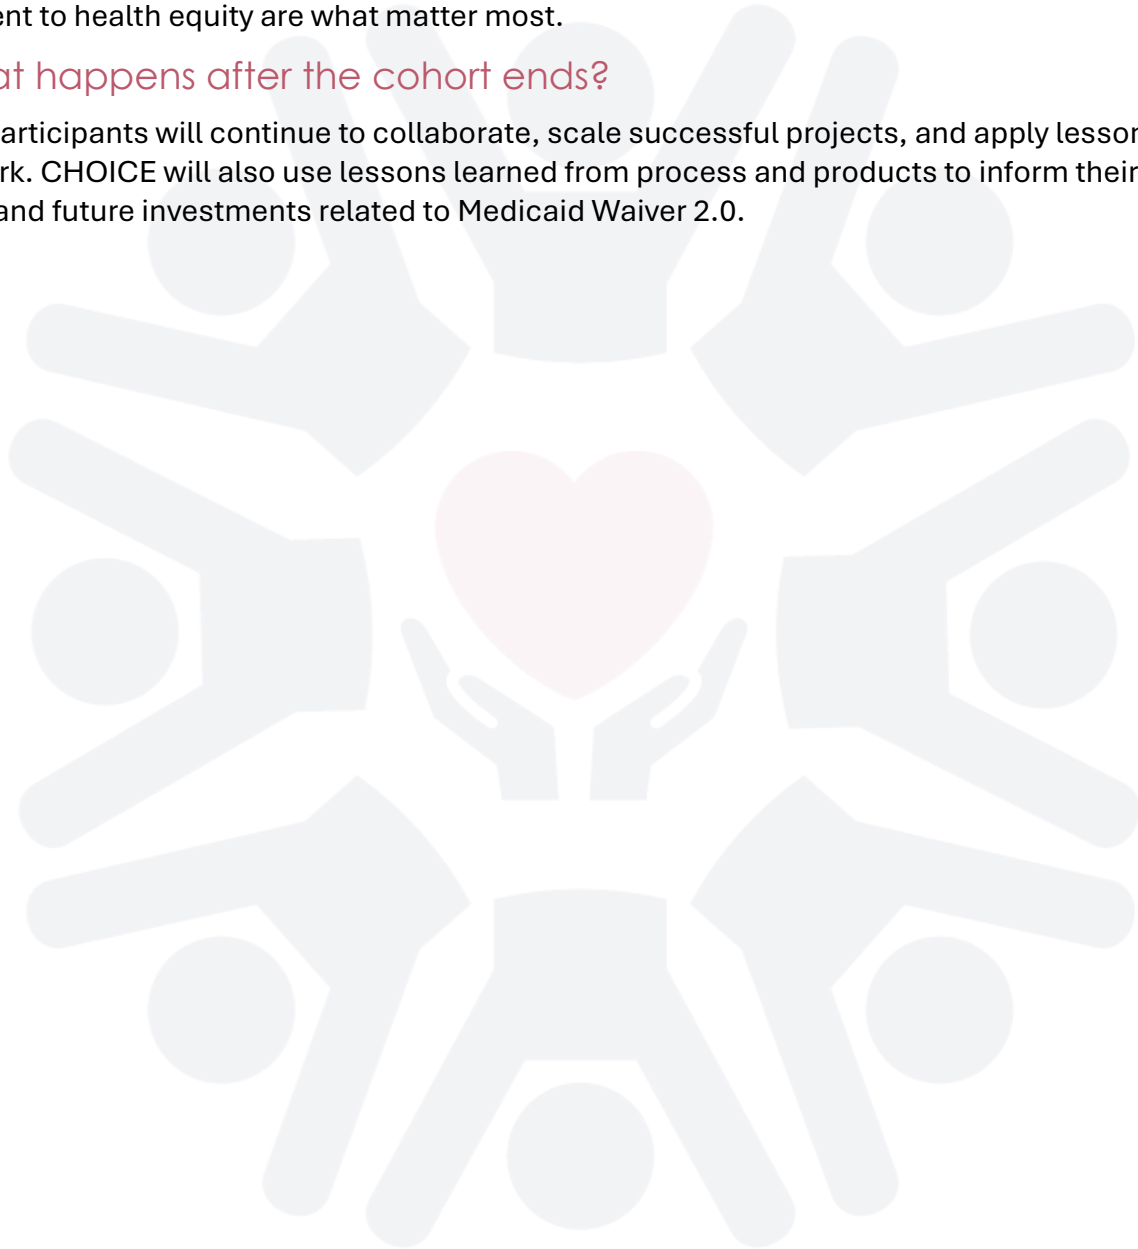 ent to health equity are what matter most.
at happens after the cohort ends?
articipants will continue to collaborate, scale successful projects, and apply lesson
rk. CHOICE will also use lessons learned from process and products to inform their
and future investments related to Medicaid Waiver 2.0.